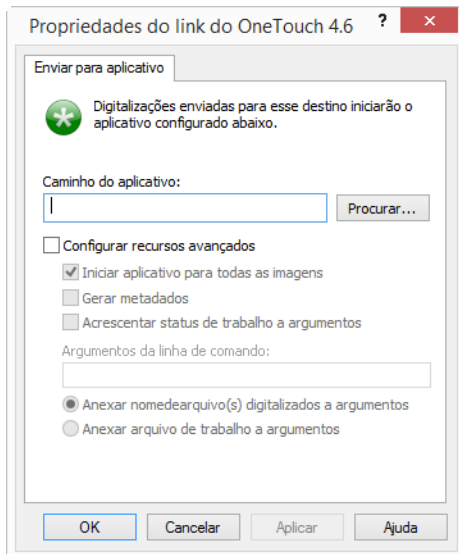 Propriedades do link do OneTouch 4.6 ? ×
Enviar para aplicativo
Digitalizações enviadas para esse destino iniciarão o
aplicativo configurado abaixo.
Caminho do aplicativo:
Procurar...
Configurar recursos avançados
Iniciar aplicativo para todas as imagens
Gerar metadados
Acrescentar status de trabalho a argumentos
Argumentos da linha de comando:
Anexar nomedearquivo(s) digitalizados a argumentos
Anexar arquivo de trabalho a argumentos
OK Cancelar Aplicar Ajuda